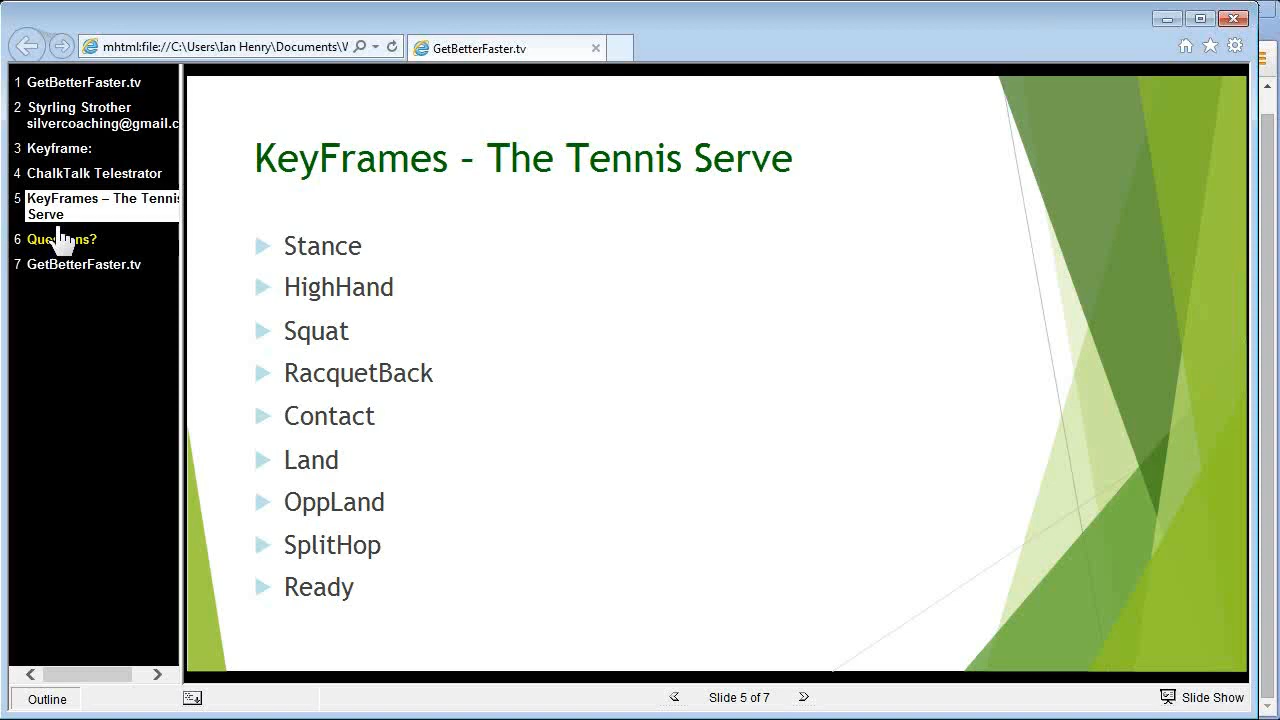 mhtml:file://C:\Users\Ian Henry\Documents\W
GetBetterFaster.tv
1 GetBetterFaster.tv
2 Styrling Strother
silvercoaching@gmail.c
3 Keyframe:
4 ChalkTalk Telestrator
5 KeyFrames – The Tennis
Serve
6
7 GetBetterFaster.tv
KeyFrames – The Tennis Serve
Stance
HighHand
Squat
RacquetBack
Contact
Land
OppLand
SplitHop
Ready
Outline
Slide 5 of 7
Slide Show